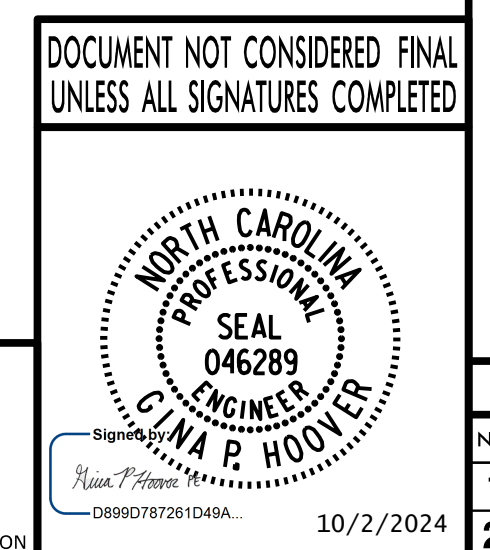 DOCUMENT NOT CONSIDERED FINAL
UNLESS ALL SIGNATURES COMPLETED
NORTH CAROLINA
PROFESSIONAL
SEAL
046289
ENGINEER
GINA P. HOOVER
Signed by:
Gina P Hoover PE
D899D787261D49A...
10/2/2024
ON
N